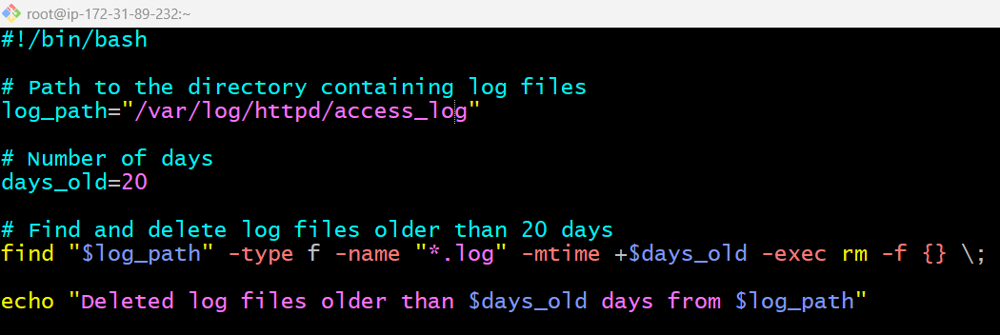 root@ip-172-31-89-232:~
#!/bin/bash
# Path to the directory containing log files
log_path="/var/log/httpd/access_log"
# Number of days
days_old=20
# Find and delete log files older than 20 days
find "$log_path" -type f -name "*.log" -mtime +$days_old -exec rm -f {} \;
echo "Deleted log files older than $days_old days from $log_path"